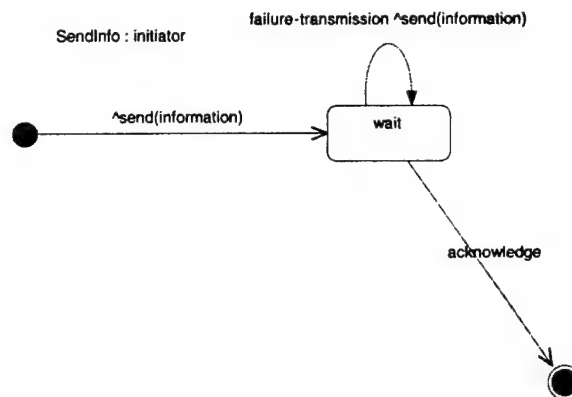 failure-transmission ^send(information)
SendInfo : initiator
^send(information)
wait
acknowledge